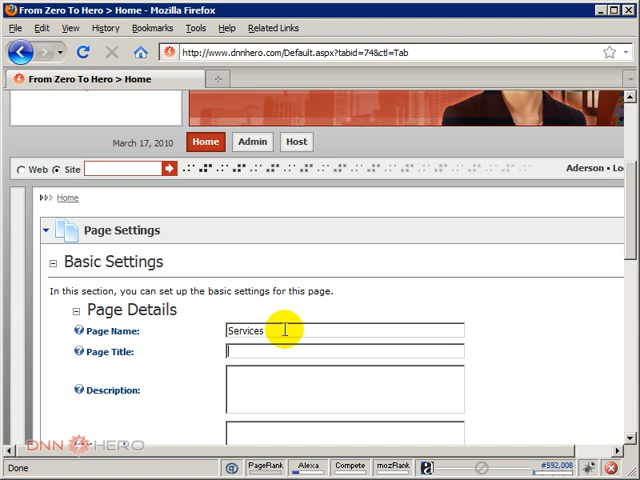 From Zero To Hero > Home - Mozilla Firefox
File Edit View History Bookmarks Tools Help Related Links
http://www.dnnhero.com/Default.aspx?tabid=74&ctl=Tab
From Zero To Hero > Home
March 17, 2010 Home Admin Host
Web Site Aderson • Lo
Home
Page Settings
Basic Settings
In this section, you can set up the basic settings for this page.
Page Details
Page Name: Services
Page Title:
Description:
DNN HERO
Done PageRank Alexa Compete mozRank #592,008